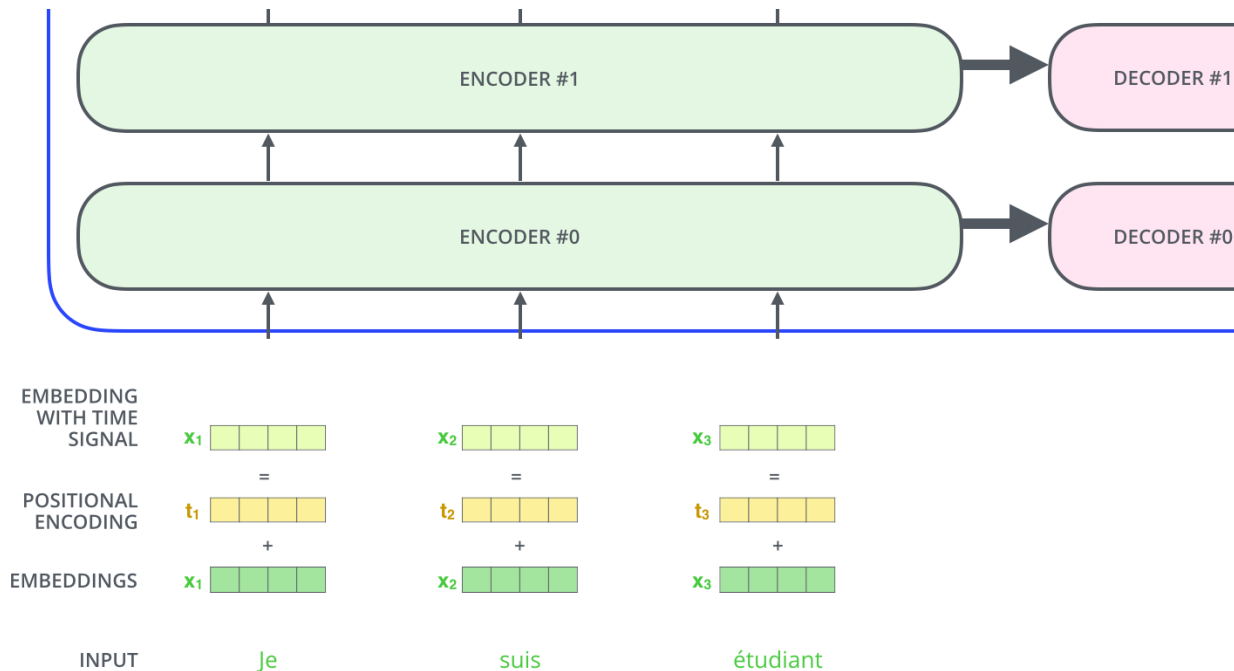 ENCODER #1
DECODER #1
ENCODER #0
DECODER #0
EMBEDDING
WITH TIME
SIGNAL
x₁ x₂ x₃
= = =
POSITIONAL
ENCODING
t₁ t₂ t₃
+ + +
EMBEDDINGS x₁ x₂ x₃
INPUT Je suis étudiant